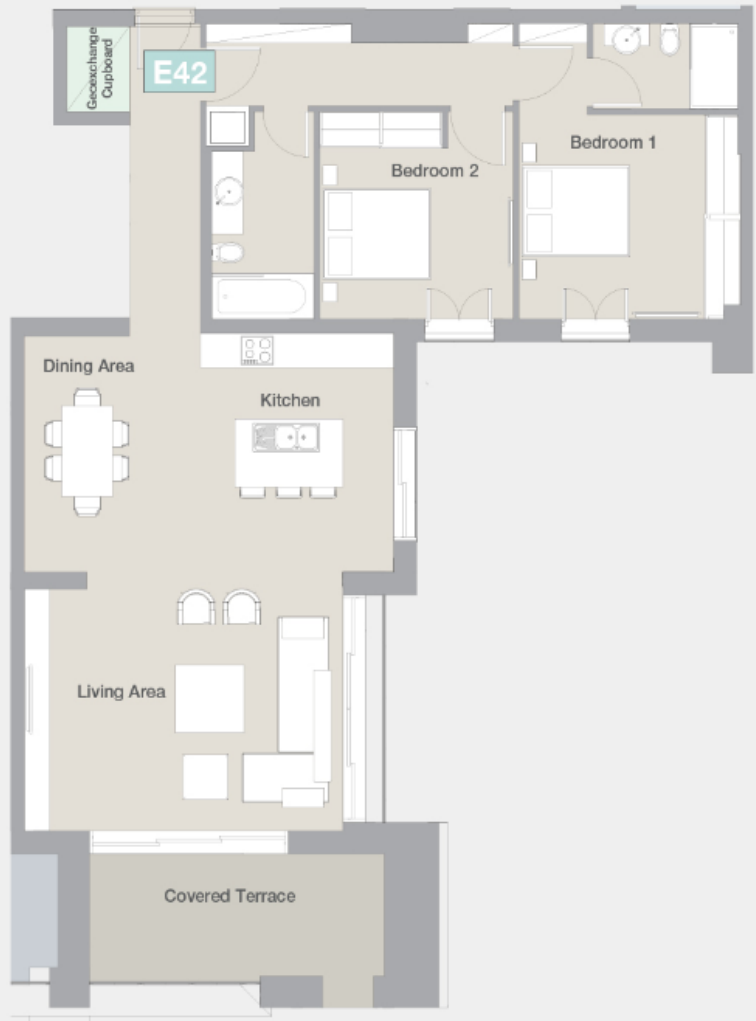 Geoexchange
Cupboard
E42
Bedroom 1
Bedroom 2
Dining Area
Kitchen
Living Area
Covered Terrace